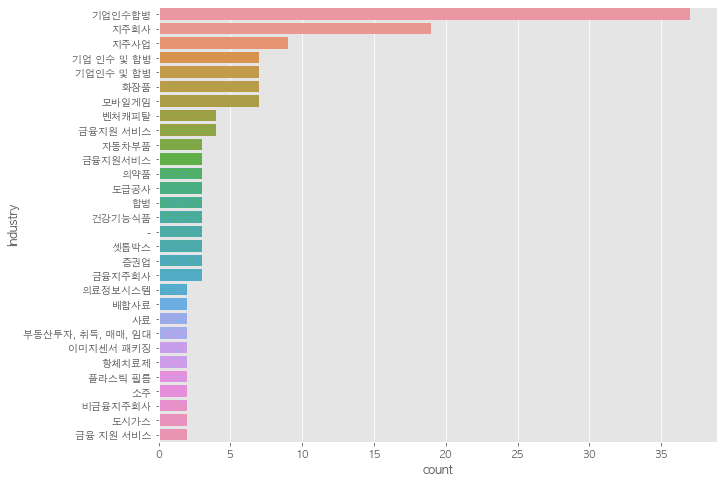 기업인수합병
지주회사
지주사업
기업 인수 및 합병
기업인수 및 합병
화장품
모바일게임
벤처캐피탈
금융지원 서비스
자동차부품
금융지원서비스
의약품
도급공사
합병
건강기능식품
-
셋톱박스
증권업
금융지주회사
의료정보시스템
배합사료
사료
부동산투자, 취득, 매매, 임대
이미지센서 패키징
항체치료제
플라스틱 필름
소주
비금융지주회사
도시가스
금융 지원 서비스
Industry
0 5 10 15 20 25 30 35
count